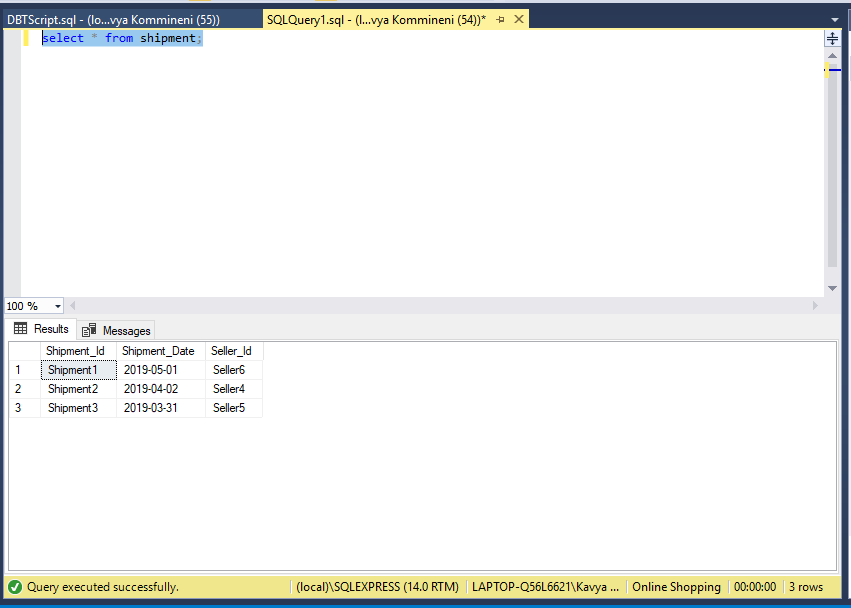 DBTScript.sql - (lo...vya Kommineni (55))
SQLQuery1.sql - (l...vya Kommineni (54))*
select * from shipment;
100 %
Results
Messages
Shipment_Id Shipment_Date Seller_Id
1 Shipment1 2019-05-01 Seller6
2 Shipment2 2019-04-02 Seller4
3 Shipment3 2019-03-31 Seller5
Query executed successfully. (local)\SQLEXPRESS (14.0 RTM) LAPTOP-Q56L6621\Kavya ... Online Shopping 00:00:00 3 rows